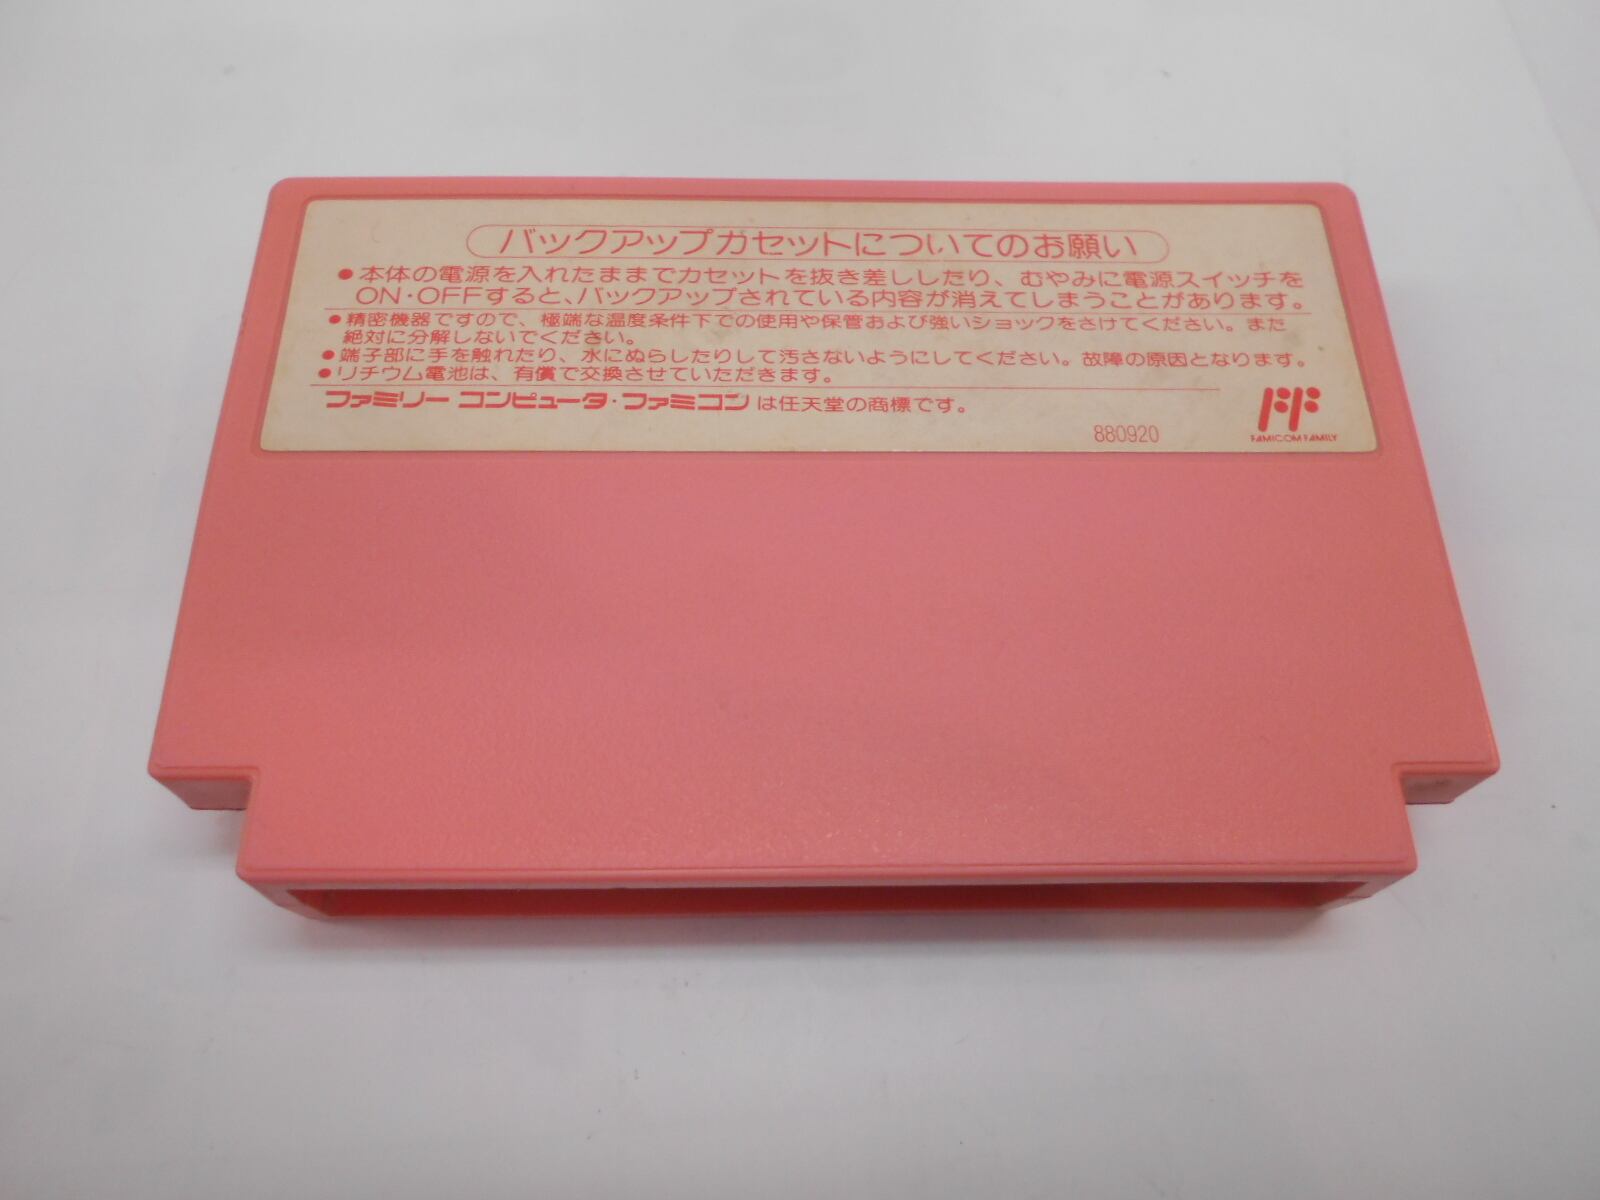 バックアップカセットについてのお願い
●本体の電源を入れたままでカセットを抜き差ししたり、むやみに電源スイッチを
ON・OFFすると、バックアップされている内容が消えてしまうことがあります。
●精密機器ですので、極端な温度条件下での使用や保管および強いショックをさけてください。また
絶対に分解しないでください。
●端子部に手を触れたり、水にぬらしたりして汚さないようにしてください。故障の原因となります。
●リチウム電池は、有償で交換させていただきます。
ファミリー コンピュータ・ファミコン は任天堂の商標です。
880920
FF
FAMICOM FAMILY